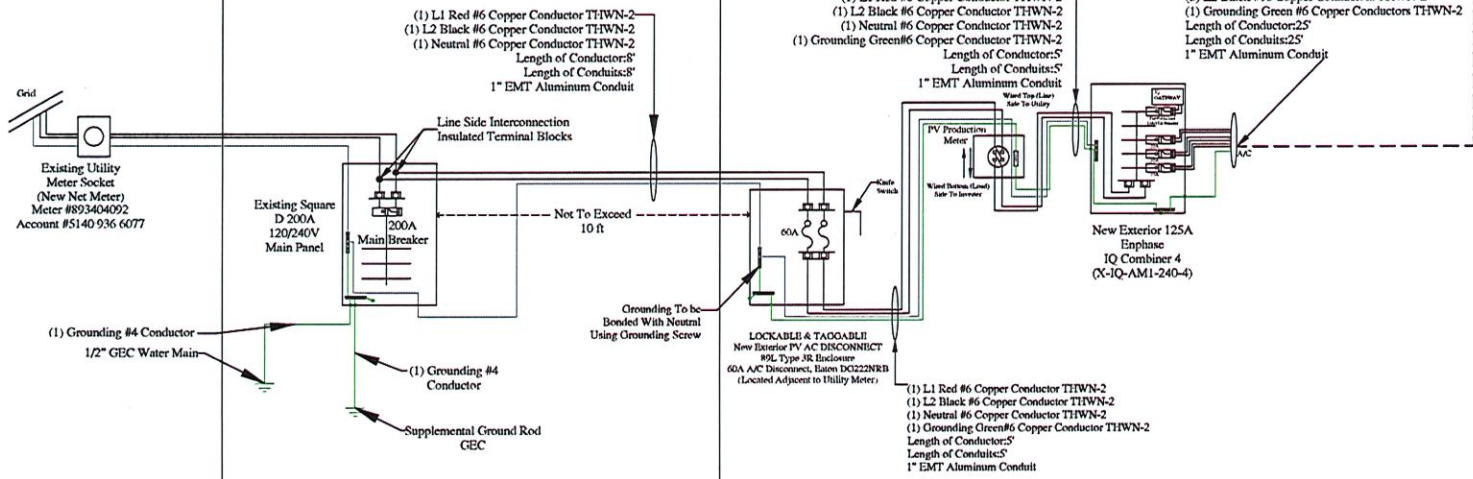 (1) L1 Red #6 Copper Conductor THWN-2
(1) L2 Black #6 Copper Conductor THWN-2
(1) Neutral #6 Copper Conductor THWN-2
Length of Conductor:8'
Length of Conduits:8'
1" EMT Aluminum Conduit
(1) L2 Black #6 Copper Conductor THWN-2
(1) Neutral #6 Copper Conductor THWN-2
(1) Grounding Green#6 Copper Conductor THWN-2
Length of Conductor:5'
Length of Conduits:5'
1" EMT Aluminum Conduit
(1) Grounding Green #6 Copper Conductors THWN-2
Length of Conductor:25'
Length of Conduits:25'
1" EMT Aluminum Conduit
Grid
Existing Utility
Meter Socket
(New Net Meter)
Meter #893404092
Account #5140 936 6077
Line Side Interconnection
Insulated Terminal Blocks
Existing Square
D 200A
120/240V
Main Panel
200A
Main Breaker
Not To Exceed
10 ft
60A
Knife
Switch
PV Production
Meter
Wired Top (Line)
Side To Utility
Wired Bottom (Load)
Side To Inverter
GATEWAY
A/C
New Exterior 125A
Enphase
IQ Combiner 4
(X-IQ-AM1-240-4)
(1) Grounding #4 Conductor
1/2" GEC Water Main
(1) Grounding #4
Conductor
Supplemental Ground Rod
GEC
Grounding To be
Bonded With Neutral
Using Grounding Screw
LOCKABLE & TAGGABLE
New Exterior PV AC DISCONNECT
Type 3R Enclosure
60A A/C Disconnect, Eaton DG222NRB
(Located Adjacent to Utility Meter)
(1) L1 Red #6 Copper Conductor THWN-2
(1) L2 Black #6 Copper Conductor THWN-2
(1) Neutral #6 Copper Conductor THWN-2
(1) Grounding Green#6 Copper Conductor THWN-2
Length of Conductor:5'
Length of Conduits:5'
1" EMT Aluminum Conduit